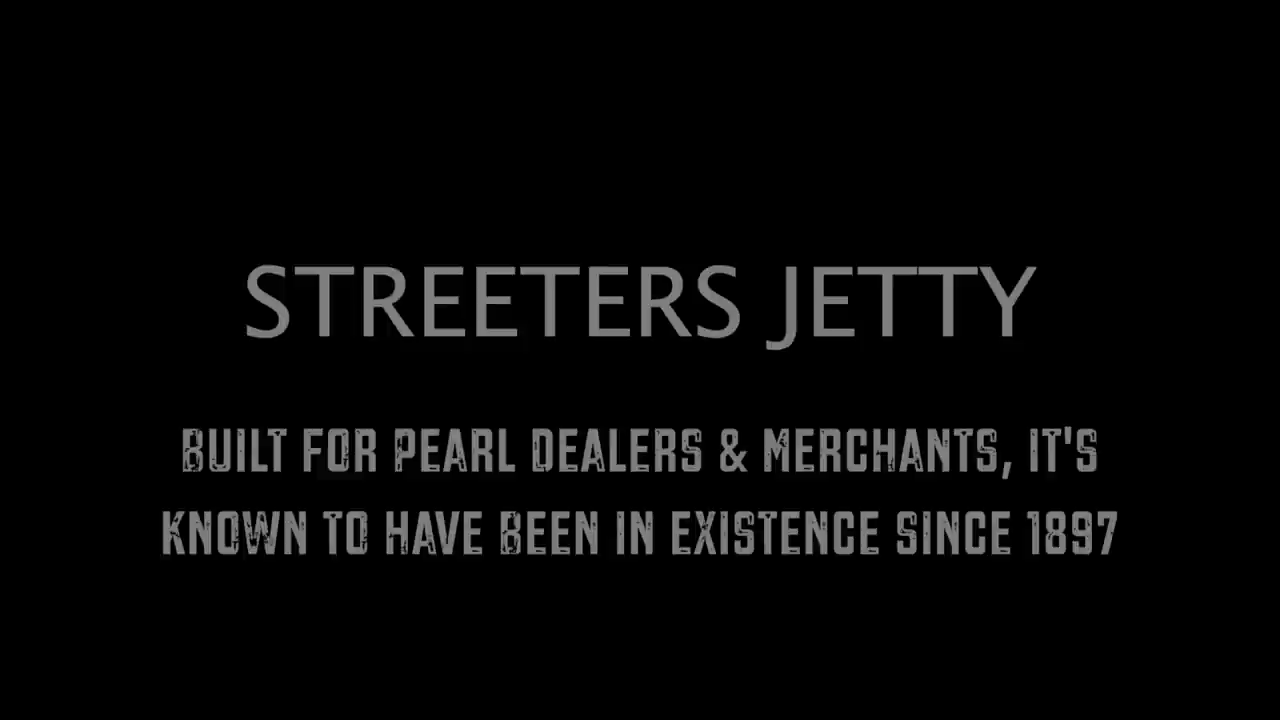 STREETERS JETTY
BUILT FOR PEARL DEALERS & MERCHANTS, IT'S
KNOWN TO HAVE BEEN IN EXISTENCE SINCE 1897